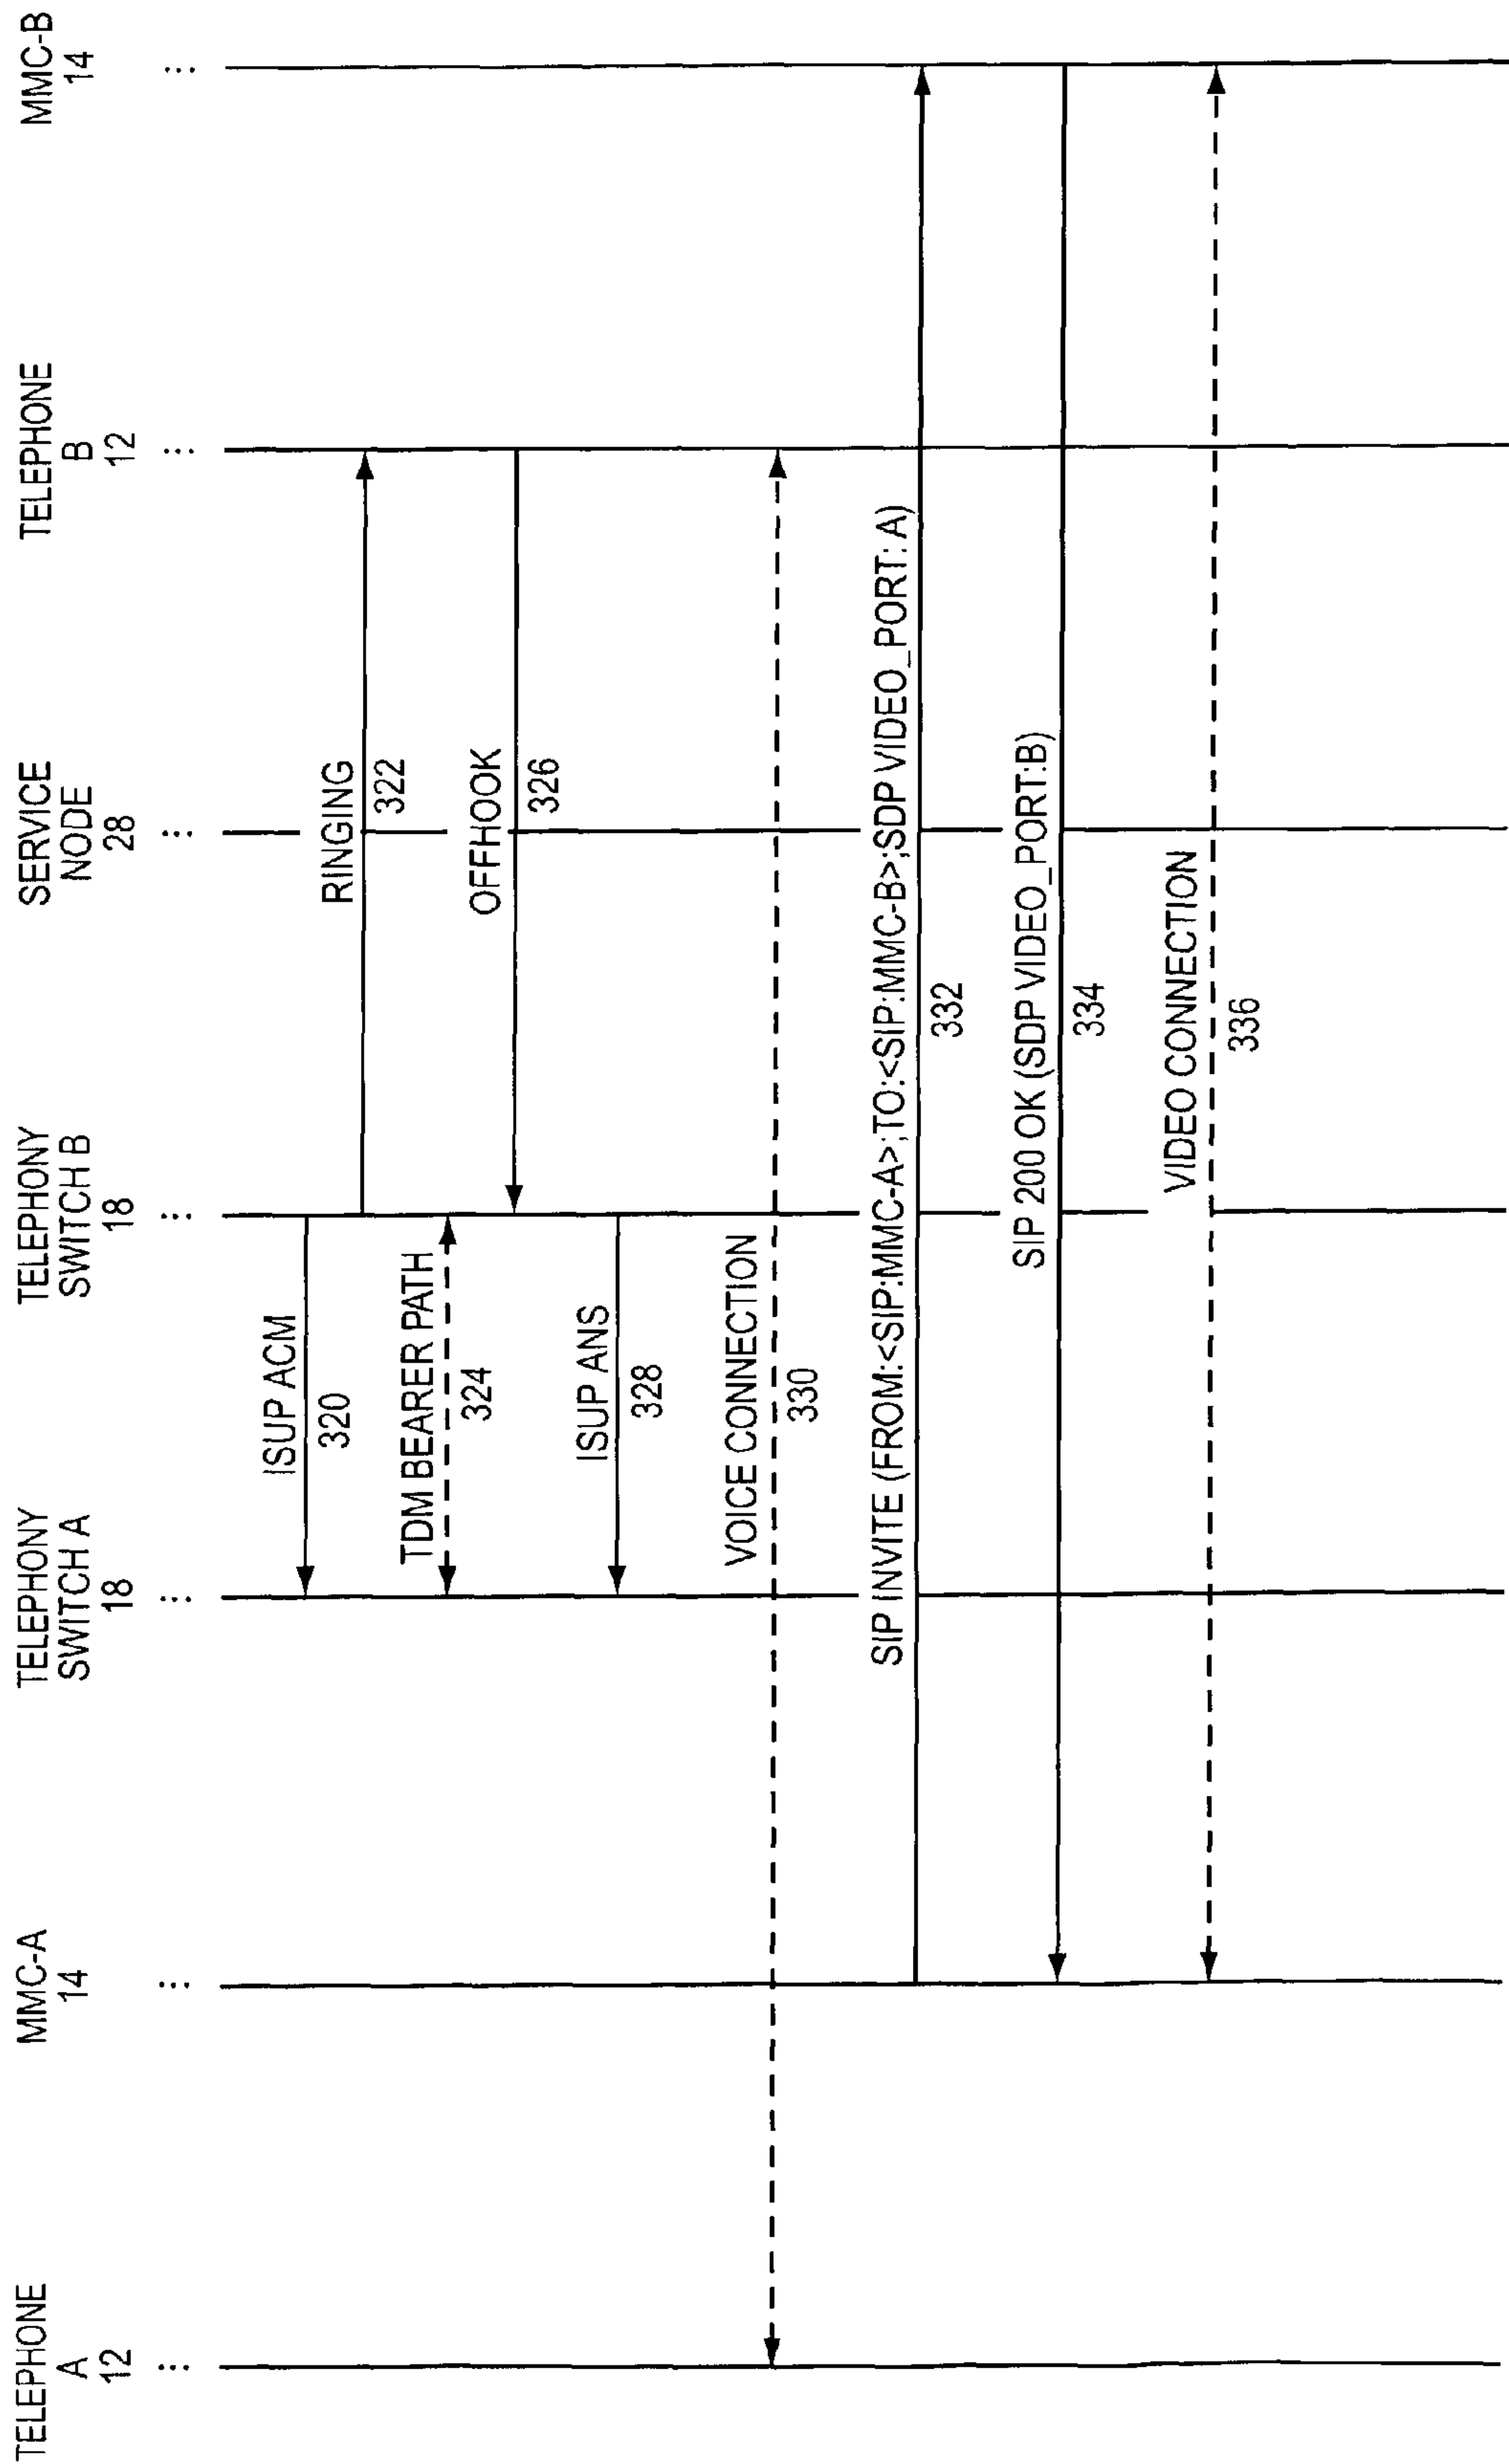 TELEPHONE
A
12
MMC-A
14
TELEPHONY
SWITCH A
18
TELEPHONY
SWITCH B
18
SERVICE
NODE
28
TELEPHONE
B
12
MMC-B
14
ISUP ACM
320
RINGING
322
TDM BEARER PATH
324
OFFHOOK
326
ISUP ANS
328
VOICE CONNECTION
330
SIP INVITE (FROM:<SIP:MMC-A>;TO:<SIP:MMC-B>;SDP VIDEO_PORT: A)
332
SIP 200 OK (SDP VIDEO_PORT:B)
334
VIDEO CONNECTION
336